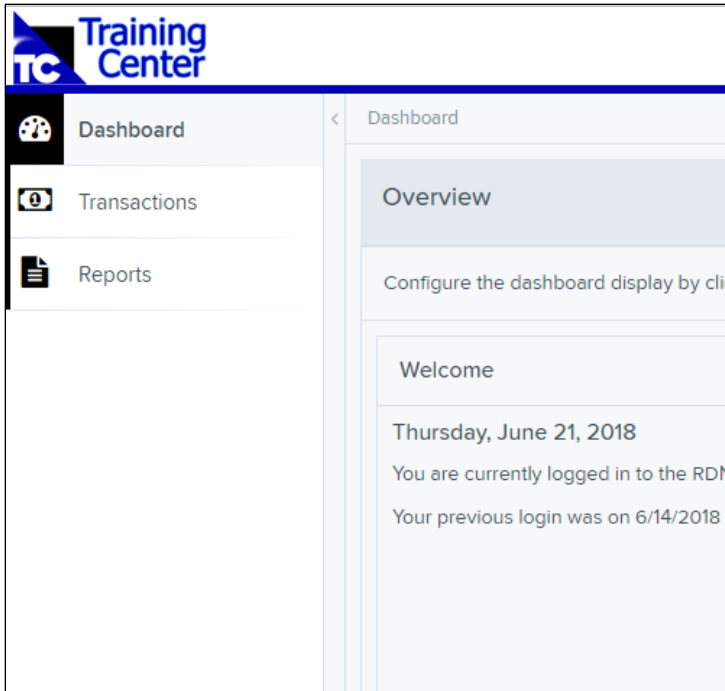 Training
Center
TC
Dashboard
Transactions
Reports
Dashboard
Overview
Configure the dashboard display by
Welcome
Thursday, June 21, 2018
You are currently logged in to the
Your previous login was on 6/14/2018